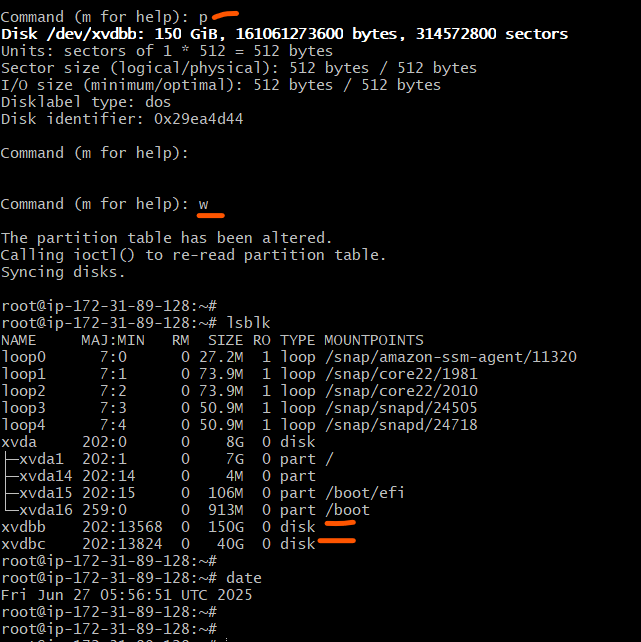 Command (m for help): p
Disk /dev/xvdbb: 150 GiB, 161061273600 bytes, 314572800 sectors
Units: sectors of 1 * 512 = 512 bytes
Sector size (logical/physical): 512 bytes / 512 bytes
I/O size (minimum/optimal): 512 bytes / 512 bytes
Disklabel type: dos
Disk identifier: 0x29ea4d44
Command (m for help):
Command (m for help): w
The partition table has been altered.
Calling ioctl() to re-read partition table.
Syncing disks.
root@ip-172-31-89-128:~#
root@ip-172-31-89-128:~# lsblk
NAME MAJ:MIN RM SIZE RO TYPE MOUNTPOINTS
loop0 7:0 0 27.2M 1 loop /snap/amazon-ssm-agent/11320
loop1 7:1 0 73.9M 1 loop /snap/core22/1981
loop2 7:2 0 73.9M 1 loop /snap/core22/2010
loop3 7:3 0 50.9M 1 loop /snap/snapd/24505
loop4 7:4 0 50.9M 1 loop /snap/snapd/24718
xvda 202:0 0 8G 0 disk
├─xvda1 202:1 0 7G 0 part /
├─xvda14 202:14 0 4M 0 part
├─xvda15 202:15 0 106M 0 part /boot/efi
└─xvda16 259:0 0 913M 0 part /boot
xvdbb 202:13568 0 150G 0 disk
xvdbc 202:13824 0 40G 0 disk
root@ip-172-31-89-128:~#
root@ip-172-31-89-128:~# date
Fri Jun 27 05:56:51 UTC 2025
root@ip-172-31-89-128:~#
root@ip-172-31-89-128:~#